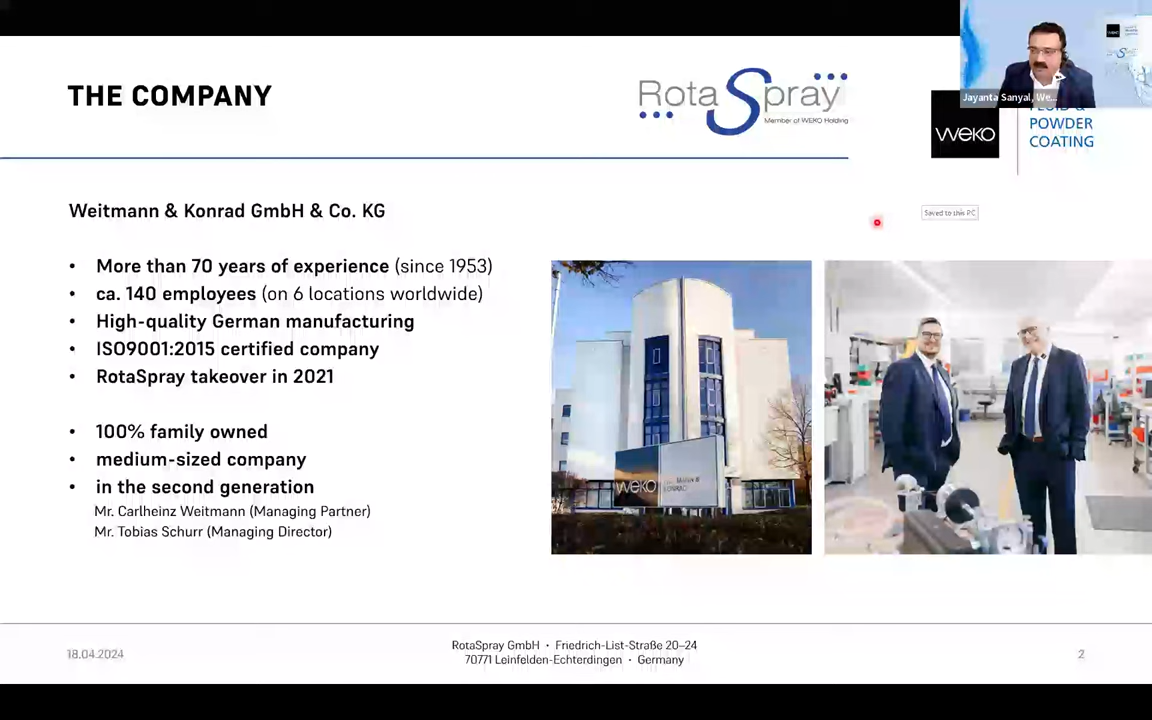 THE COMPANY
RotaSpray
Member of WEKO Holding
weko
FLUID &
POWDER
COATING
Jayanta Sanyal, We...
Saved to this PC
Weitmann & Konrad GmbH & Co. KG
• More than 70 years of experience (since 1953)
• ca. 140 employees (on 6 locations worldwide)
• High-quality German manufacturing
• ISO9001:2015 certified company
• RotaSpray takeover in 2021
• 100% family owned
• medium-sized company
• in the second generation
Mr. Carlheinz Weitmann (Managing Partner)
Mr. Tobias Schurr (Managing Director)
weko
18.04.2024
RotaSpray GmbH • Friedrich-List-Straße 20–24
70771 Leinfelden-Echterdingen • Germany
2